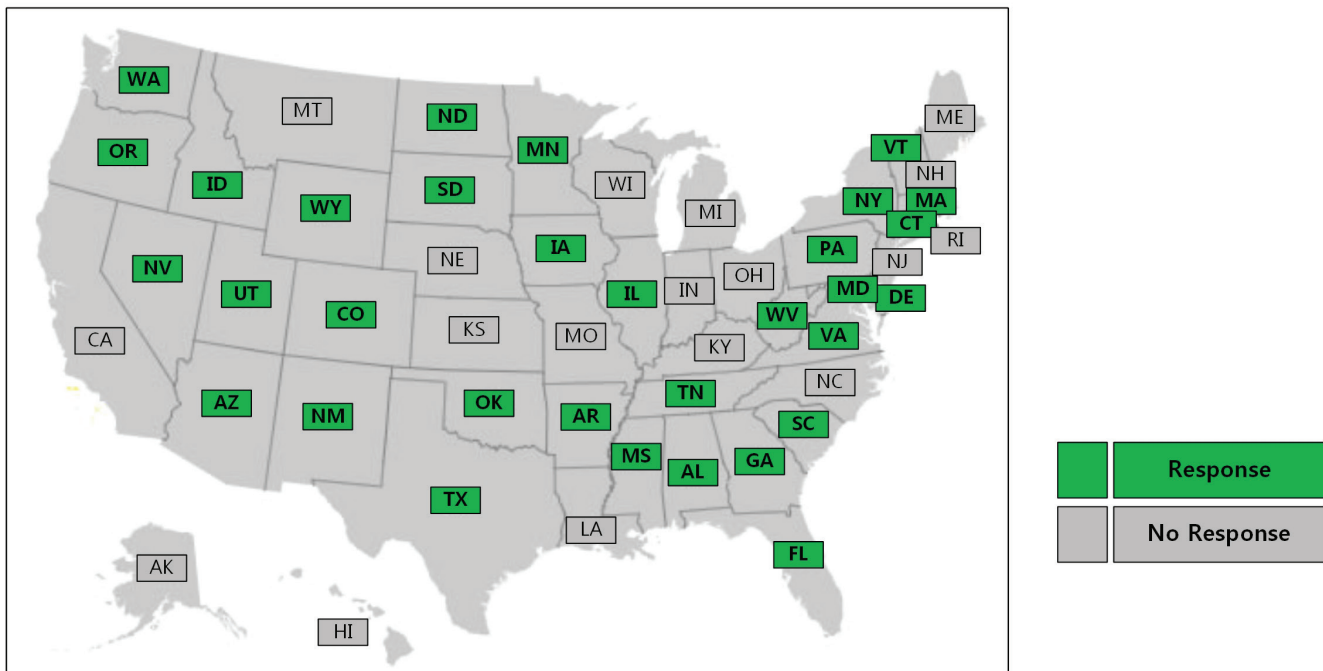 WA
MT
ND
ME
OR
MN
VT
ID
SD
WI
NH
WY
MI
NY
MA
CT
RI
NV
NE
IA
PA
NJ
UT
OH
IN
IL
MD
DE
CO
WV
CA
KS
MO
KY
VA
NC
AZ
NM
OK
AR
TN
SC
MS
AL
GA
TX
LA
FL
AK
HI
Response
No Response